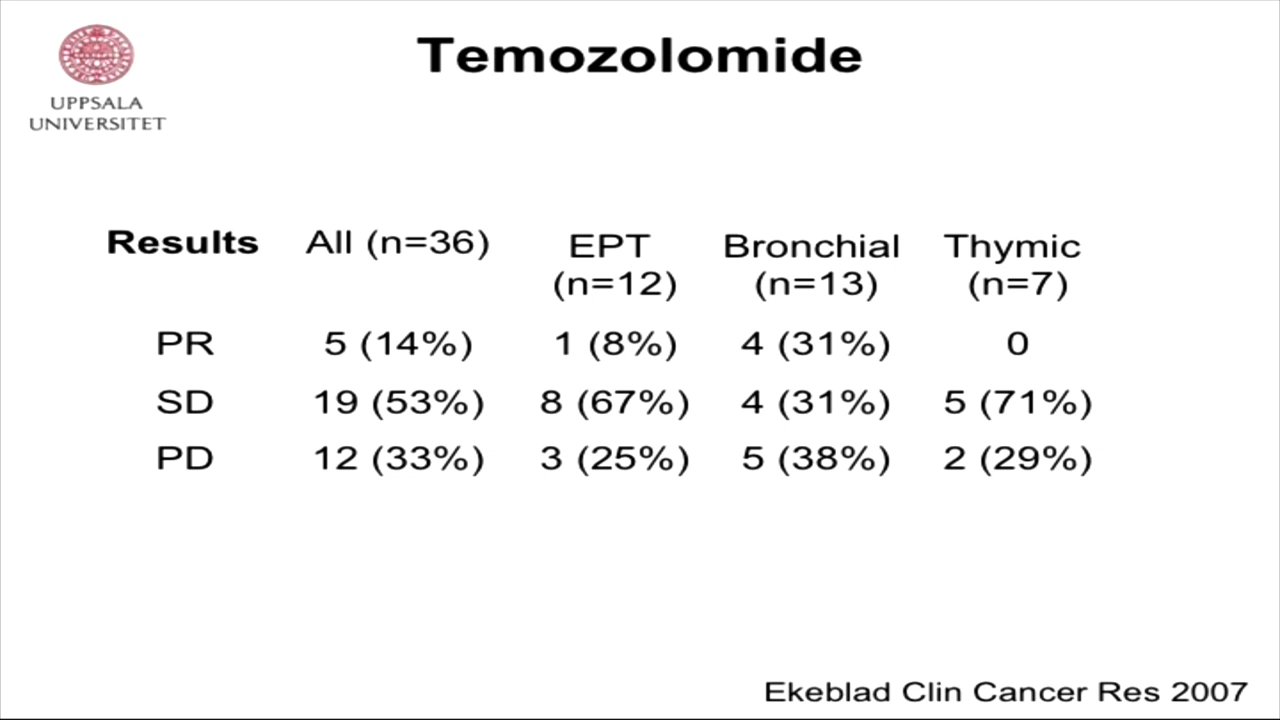 UPPSALA
UNIVERSITET
Temozolomide
Results All (n=36) EPT (n=12) Bronchial (n=13) Thymic (n=7)
PR 5 (14%) 1 (8%) 4 (31%) 0
SD 19 (53%) 8 (67%) 4 (31%) 5 (71%)
PD 12 (33%) 3 (25%) 5 (38%) 2 (29%)
Ekeblad Clin Cancer Res 2007